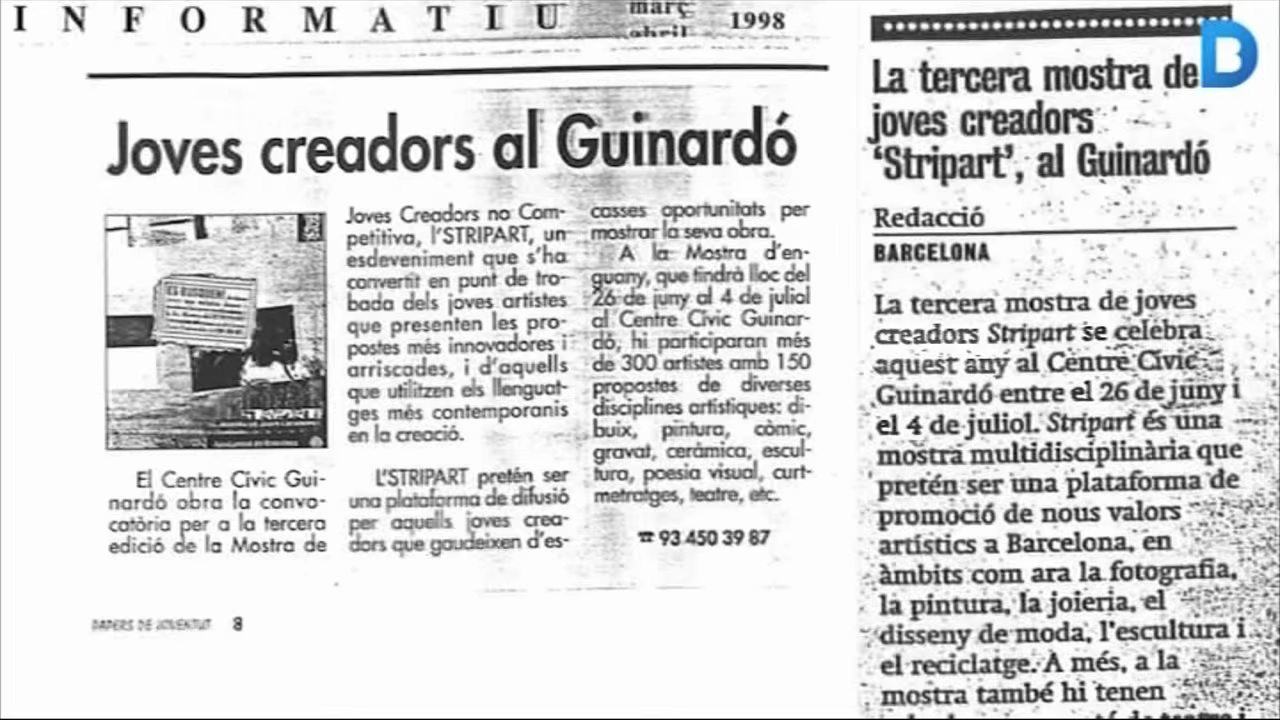 INFORMATIU març abril 1998
Joves creadors al Guinardó
El Centre Cívic Gui-
nardó obra la convo-
catòria per a la tercera
edició de la Mostra de
Joves Creadors no Com-
petitiva, l'STRIPART, un
esdeveniment que s'ha
convertit en punt de tro-
bada dels joves artistes
que presenten les pro-
postes més innovadores i
arriscades, i d'aquells
que utilitzen els llenguat-
ges més contemporanis
en la creació.
L'STRIPART pretén ser
una plataforma de difusió
per aquells joves crea-
dors que gaudeixen d'es-
casses oportunitats per
mostrar la seva obra.
A la Mostra d'en-
guany, que tindrà lloc del
26 de juny al 4 de juliol
al Centre Cívic Guinar-
dó, hi participaran més
de 300 artistes amb 150
propostes de diverses
disciplines artístiques: di-
buix, pintura, còmic,
gravat, ceràmica, escul-
tura, poesia visual, curt-
metratges, teatre, etc.
☎ 93 450 39 87
PAPERS DE JOVENTUT 8
B
La tercera mostra de
joves creadors
'Stripart', al Guinardó
Redacció
BARCELONA
La tercera mostra de joves
creadors Stripart se celebra
aquest any al Centre Cívic
Guinardó entre el 26 de juny i
el 4 de juliol. Stripart és una
mostra multidisciplinària que
pretén ser una plataforma de
promoció de nous valors
artístics a Barcelona, en
àmbits com ara la fotografia,
la pintura, la joieria, el
disseny de moda, l'escultura i
el reciclatge. A més, a la
mostra també hi tenen